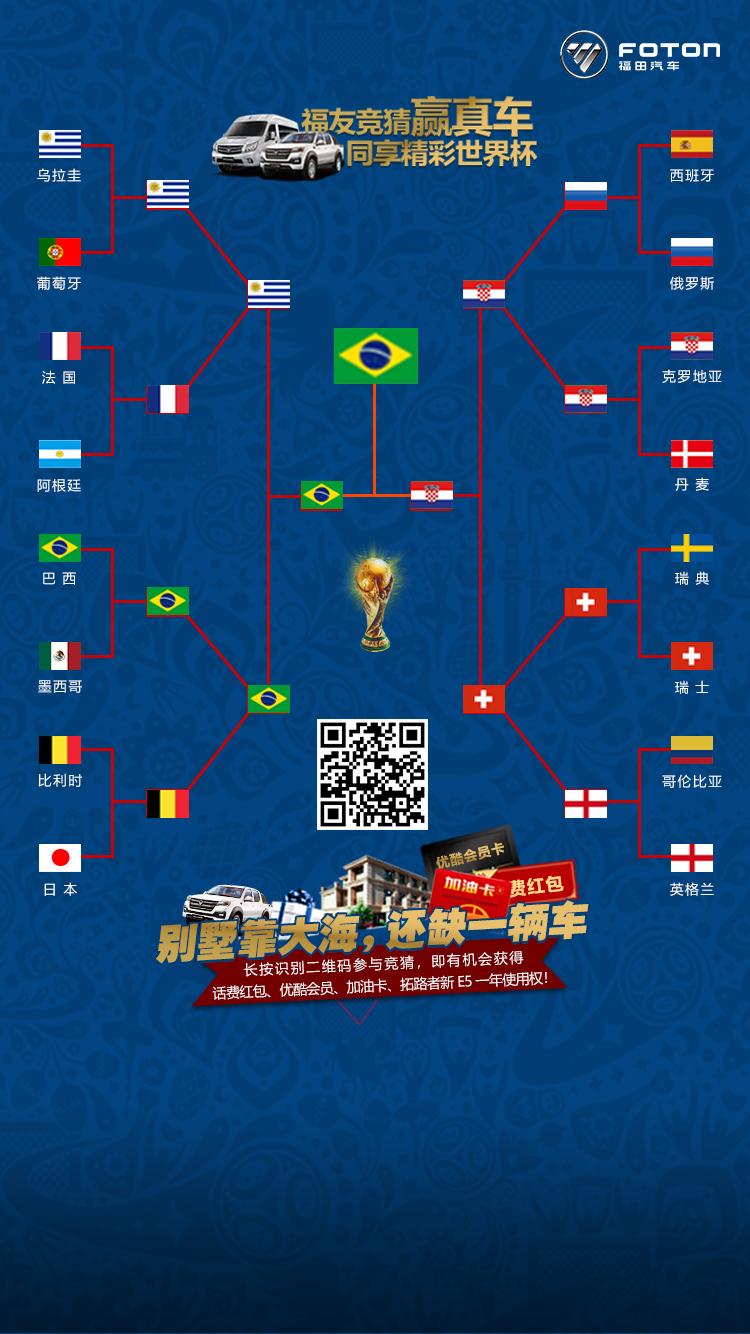 FOTON
福田汽车
福友竞猜赢真车
同享精彩世界杯
乌拉圭
葡萄牙
法 国
阿根廷
巴 西
墨西哥
比利时
日 本
西班牙
俄罗斯
克罗地亚
丹 麦
瑞 典
瑞 士
哥伦比亚
英格兰
优酷会员卡
加油卡
费红包
别墅靠大海，还缺一辆车
长按识别二维码参与竞猜，即有机会获得
话费红包、优酷会员、加油卡、拓路者新 E5 一年使用权！